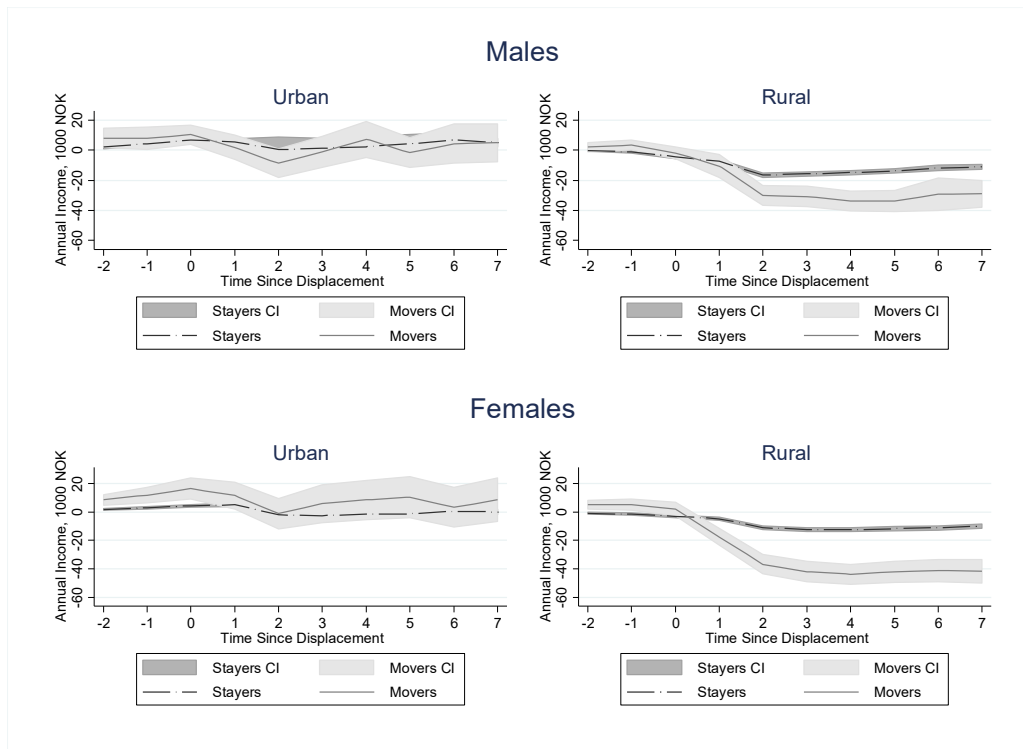 Males
Urban
Annual Income, 1000 NOK
20
0
-20
-40
-60
-2 -1 0 1 2 3 4 5 6 7
Time Since Displacement
Stayers CI Movers CI
Stayers Movers
Rural
Annual Income, 1000 NOK
20
0
-20
-40
-60
-2 -1 0 1 2 3 4 5 6 7
Time Since Displacement
Stayers CI Movers CI
Stayers Movers
Females
Urban
Annual Income, 1000 NOK
20
0
-20
-40
-60
-2 -1 0 1 2 3 4 5 6 7
Time Since Displacement
Stayers CI Movers CI
Stayers Movers
Rural
Annual Income, 1000 NOK
20
0
-20
-40
-60
-2 -1 0 1 2 3 4 5 6 7
Time Since Displacement
Stayers CI Movers CI
Stayers Movers